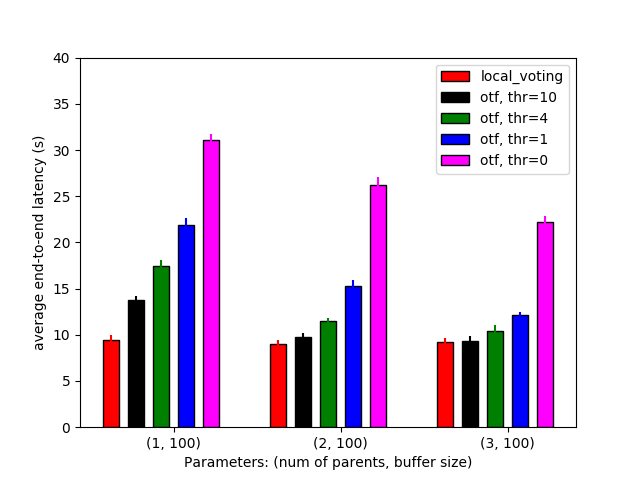 40
35
30
25
20
15
10
5
0
average end-to-end latency (s)
local_voting
otf, thr=10
otf, thr=4
otf, thr=1
otf, thr=0
(1, 100)
(2, 100)
(3, 100)
Parameters: (num of parents, buffer size)